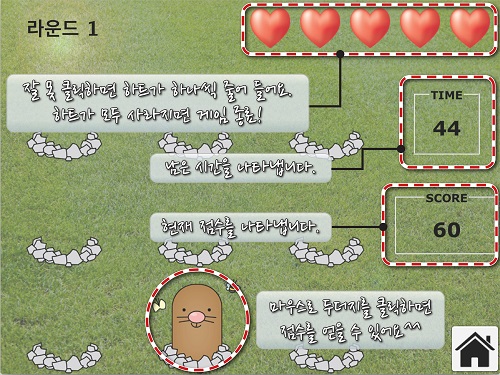 라운드 1
잘 못 클릭하면 하트가 하나씩 줄어 들어요.
하트가 모두 사라지면 게임 종료!
TIME
44
남은 시간을 나타냅니다.
SCORE
60
현재 점수를 나타냅니다.
마우스로 두더지를 클릭하면
점수를 얻을 수 있어요^^